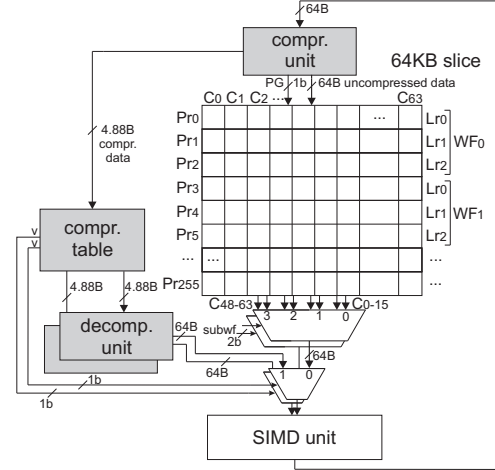 64B
compr.
unit
64KB slice
PG 1b 64B uncompressed data
C0 C1 C2 ... C63
4.88B
compr.
data
Pr0 ... Lr0
Pr1 Lr1 WF0
Pr2 Lr2
Pr3 Lr0
Pr4 Lr1 WF1
Pr5 Lr2
... ... ...
Pr255 ... ...
compr.
table
v
v
4.88B 4.88B
C48-63 C0-15
3 2 1 0
decomp.
unit
subwf
2b
64B
64B
64B
1 0
1b
1b
SIMD unit